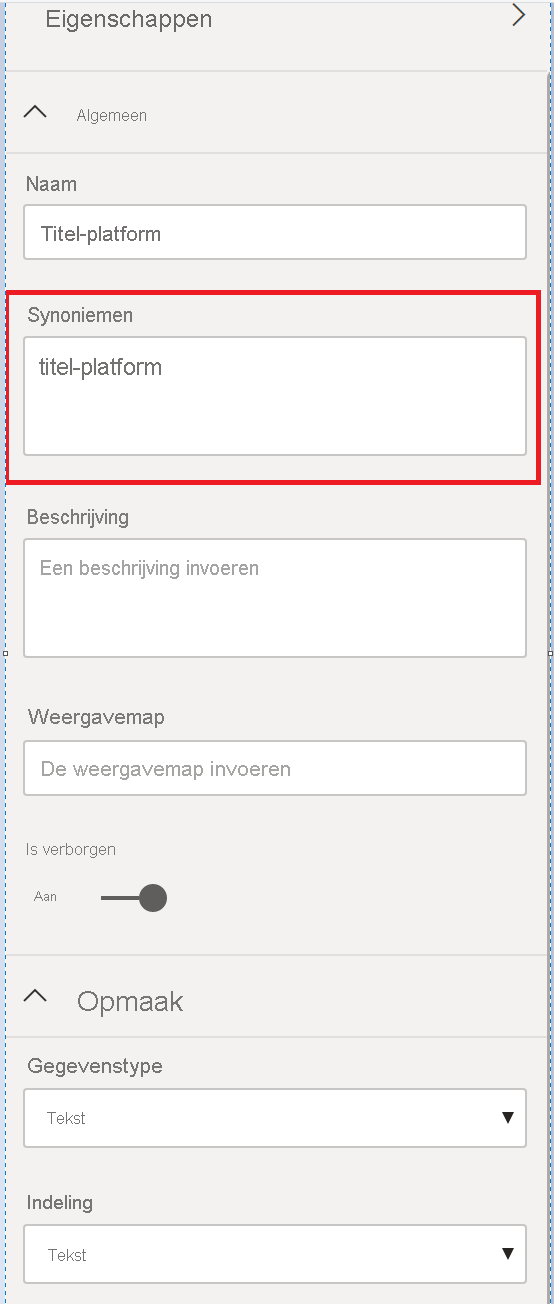 Eigenschappen
Algemeen
Naam
Titel-platform
Synoniemen
titel-platform
Beschrijving
Een beschrijving invoeren
Weergavemap
De weergavemap invoeren
Is verborgen
Aan
Opmaak
Gegevenstype
Tekst
Indeling
Tekst